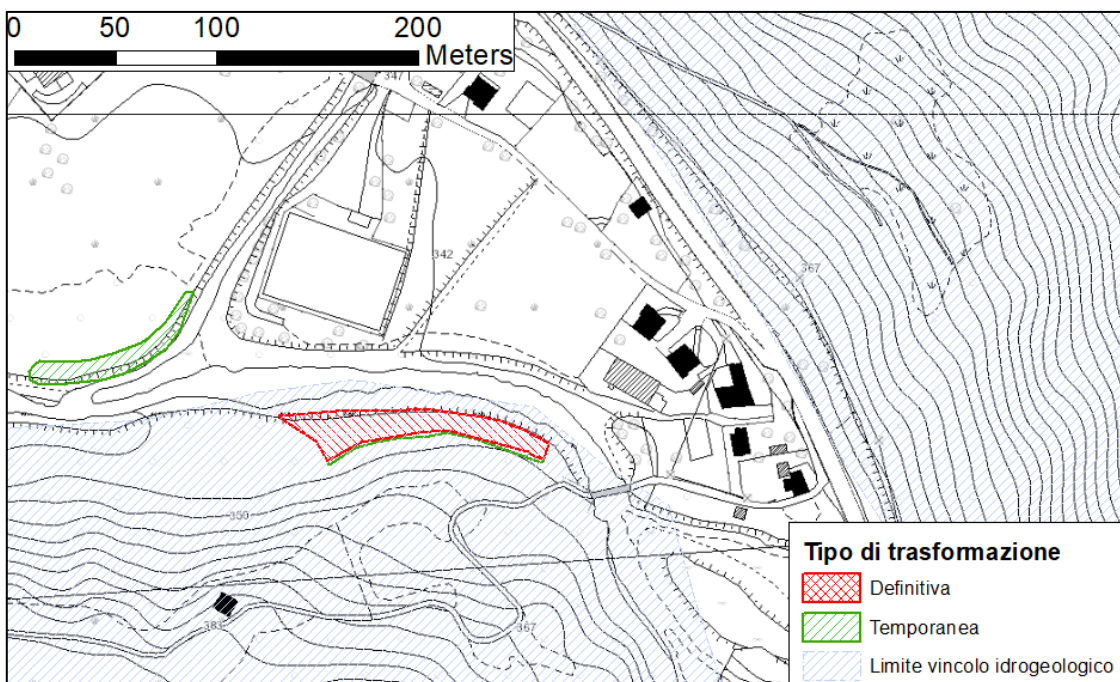 0 50 100 200
Meters
347
342
367
350
383
367
Tipo di trasformazione
Definitiva
Temporanea
Limite vincolo idrogeologico